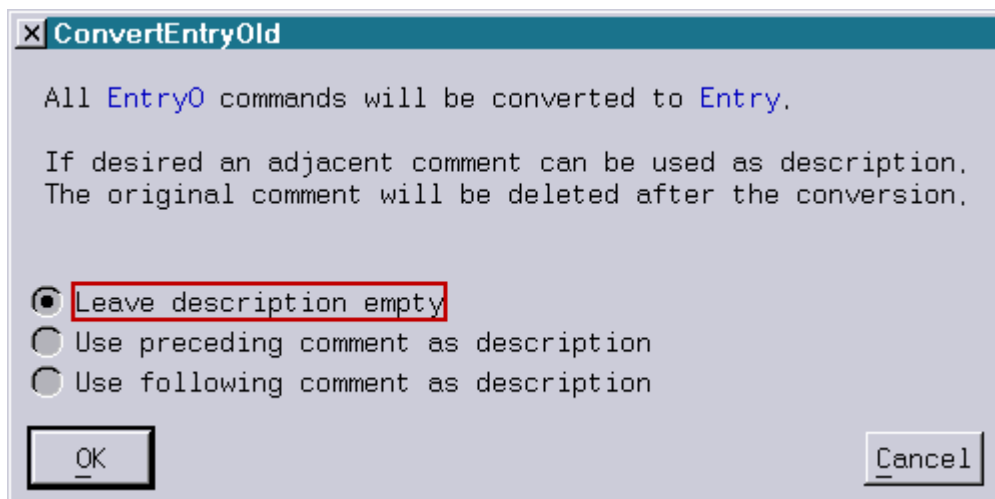 ConvertEntryOld
All EntryO commands will be converted to Entry.
If desired an adjacent comment can be used as description.
The original comment will be deleted after the conversion.
Leave description empty
Use preceding comment as description
Use following comment as description
OK
Cancel